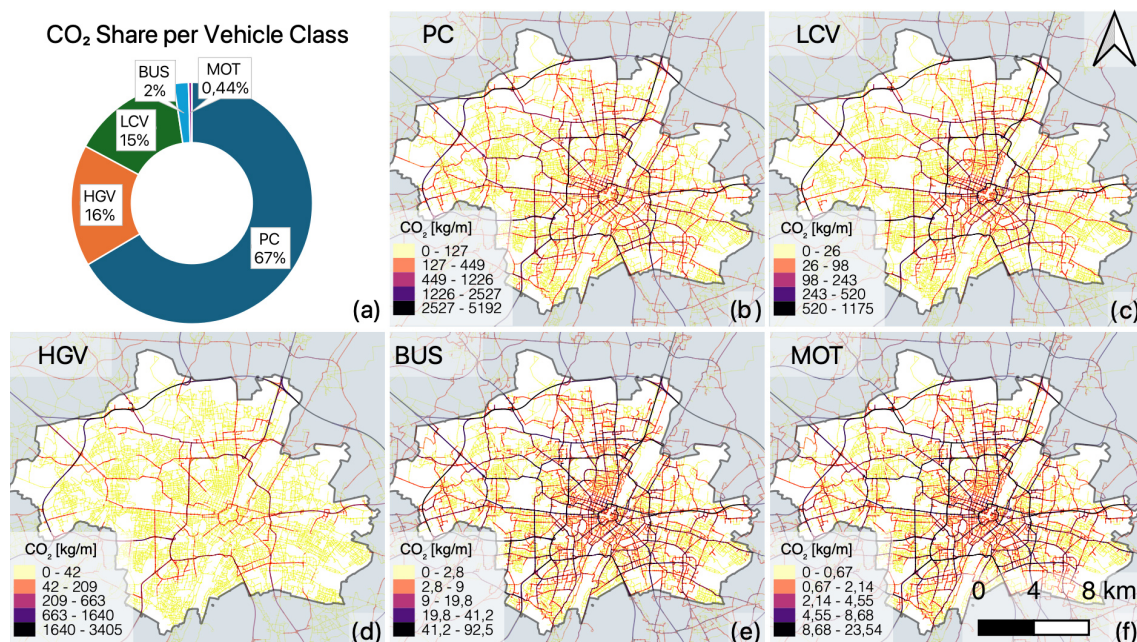 CO₂ Share per Vehicle Class
BUS
2%
MOT
0,44%
LCV
15%
HGV
16%
PC
67%
(a)
PC
CO₂ [kg/m]
0 - 127
127 - 449
449 - 1226
1226 - 2527
2527 - 5192
(b)
LCV
CO₂ [kg/m]
0 - 26
26 - 98
98 - 243
243 - 520
520 - 1175
(c)
HGV
CO₂ [kg/m]
0 - 42
42 - 209
209 - 663
663 - 1640
1640 - 3405
(d)
BUS
CO₂ [kg/m]
0 - 2,8
2,8 - 9
9 - 19,8
19,8 - 41,2
41,2 - 92,5
(e)
MOT
CO₂ [kg/m]
0 - 0,67
0,67 - 2,14
2,14 - 4,55
4,55 - 8,68
8,68 - 23,54
0 4 8 km
(f)